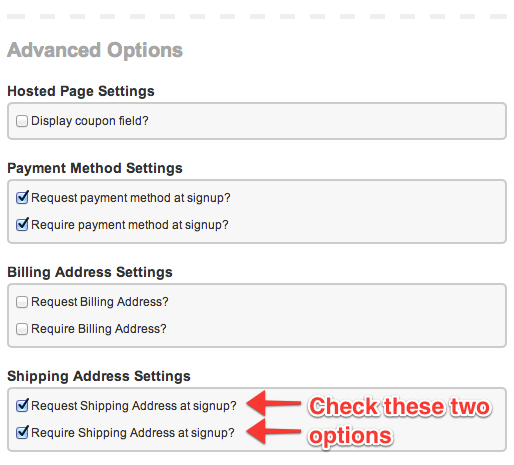 Advanced Options
Hosted Page Settings
Display coupon field?
Payment Method Settings
Request payment method at signup?
Require payment method at signup?
Billing Address Settings
Request Billing Address?
Require Billing Address?
Shipping Address Settings
Request Shipping Address at signup?
Require Shipping Address at signup?
Check these two
options